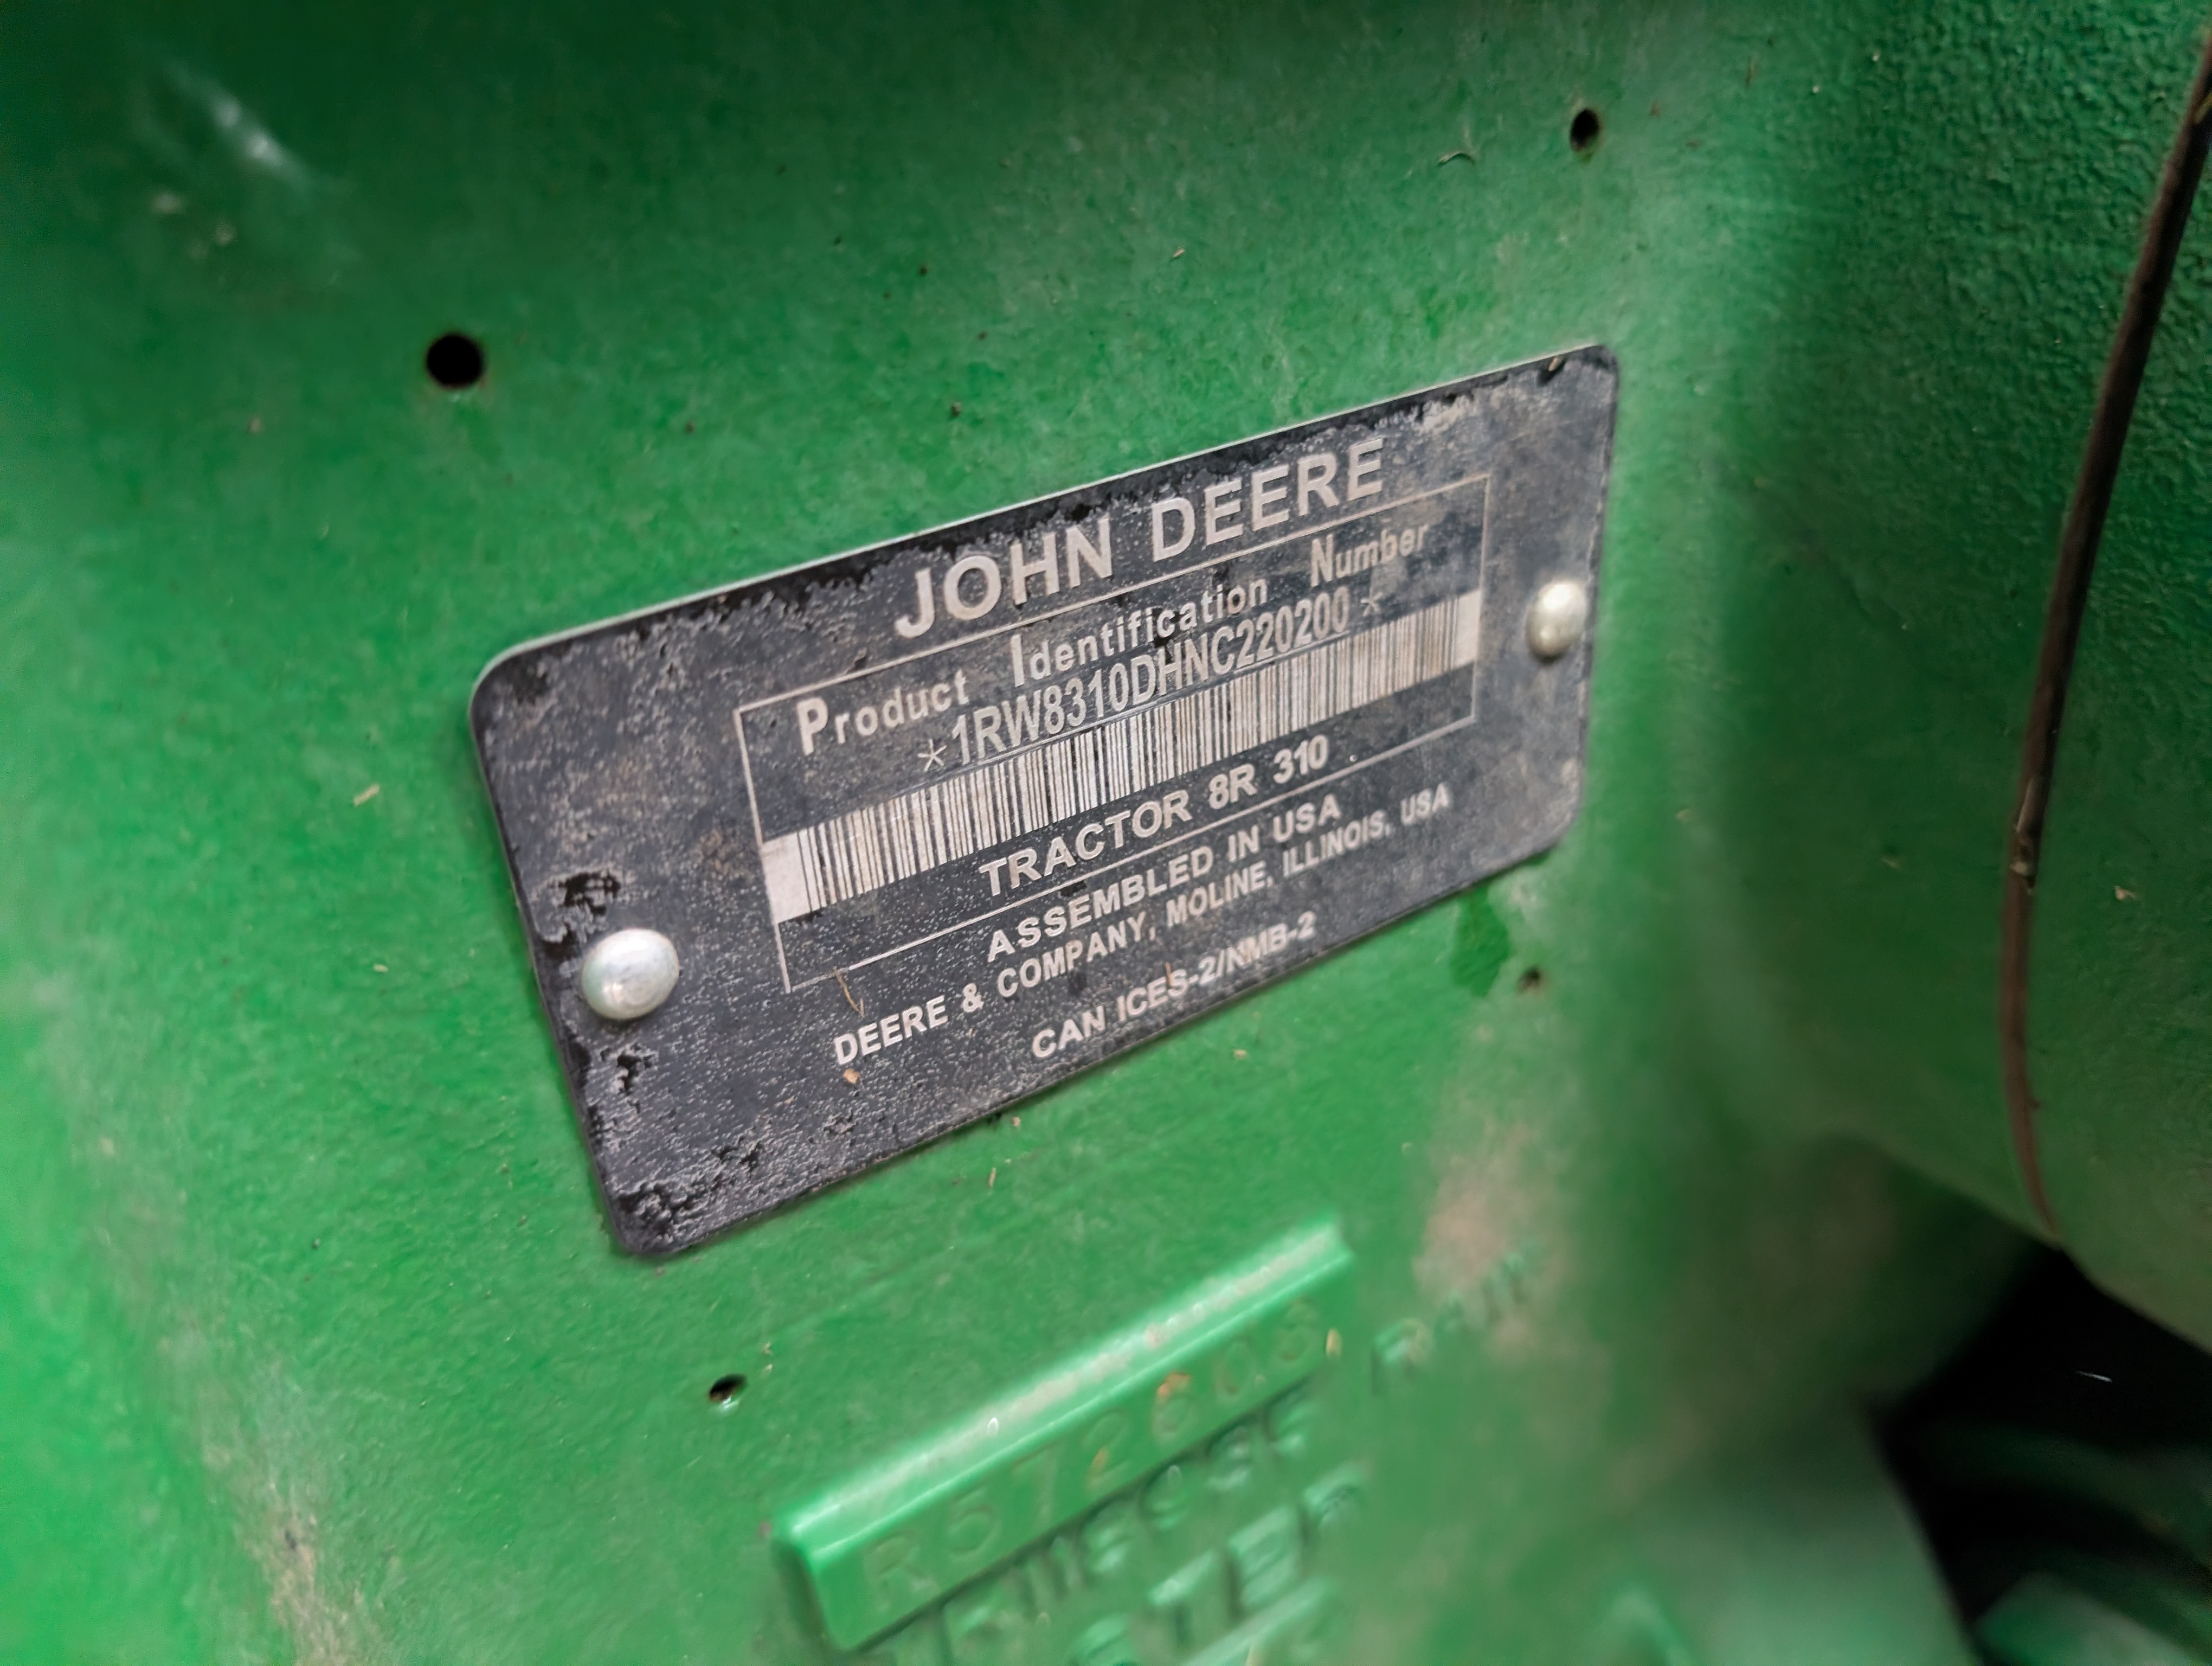 JOHN DEERE
Product Identification Number
*1RW8310DHNC220200*
TRACTOR 8R 310
ASSEMBLED IN USA
DEERE & COMPANY, MOLINE, ILLINOIS, USA
CAN ICES-2/NMB-2